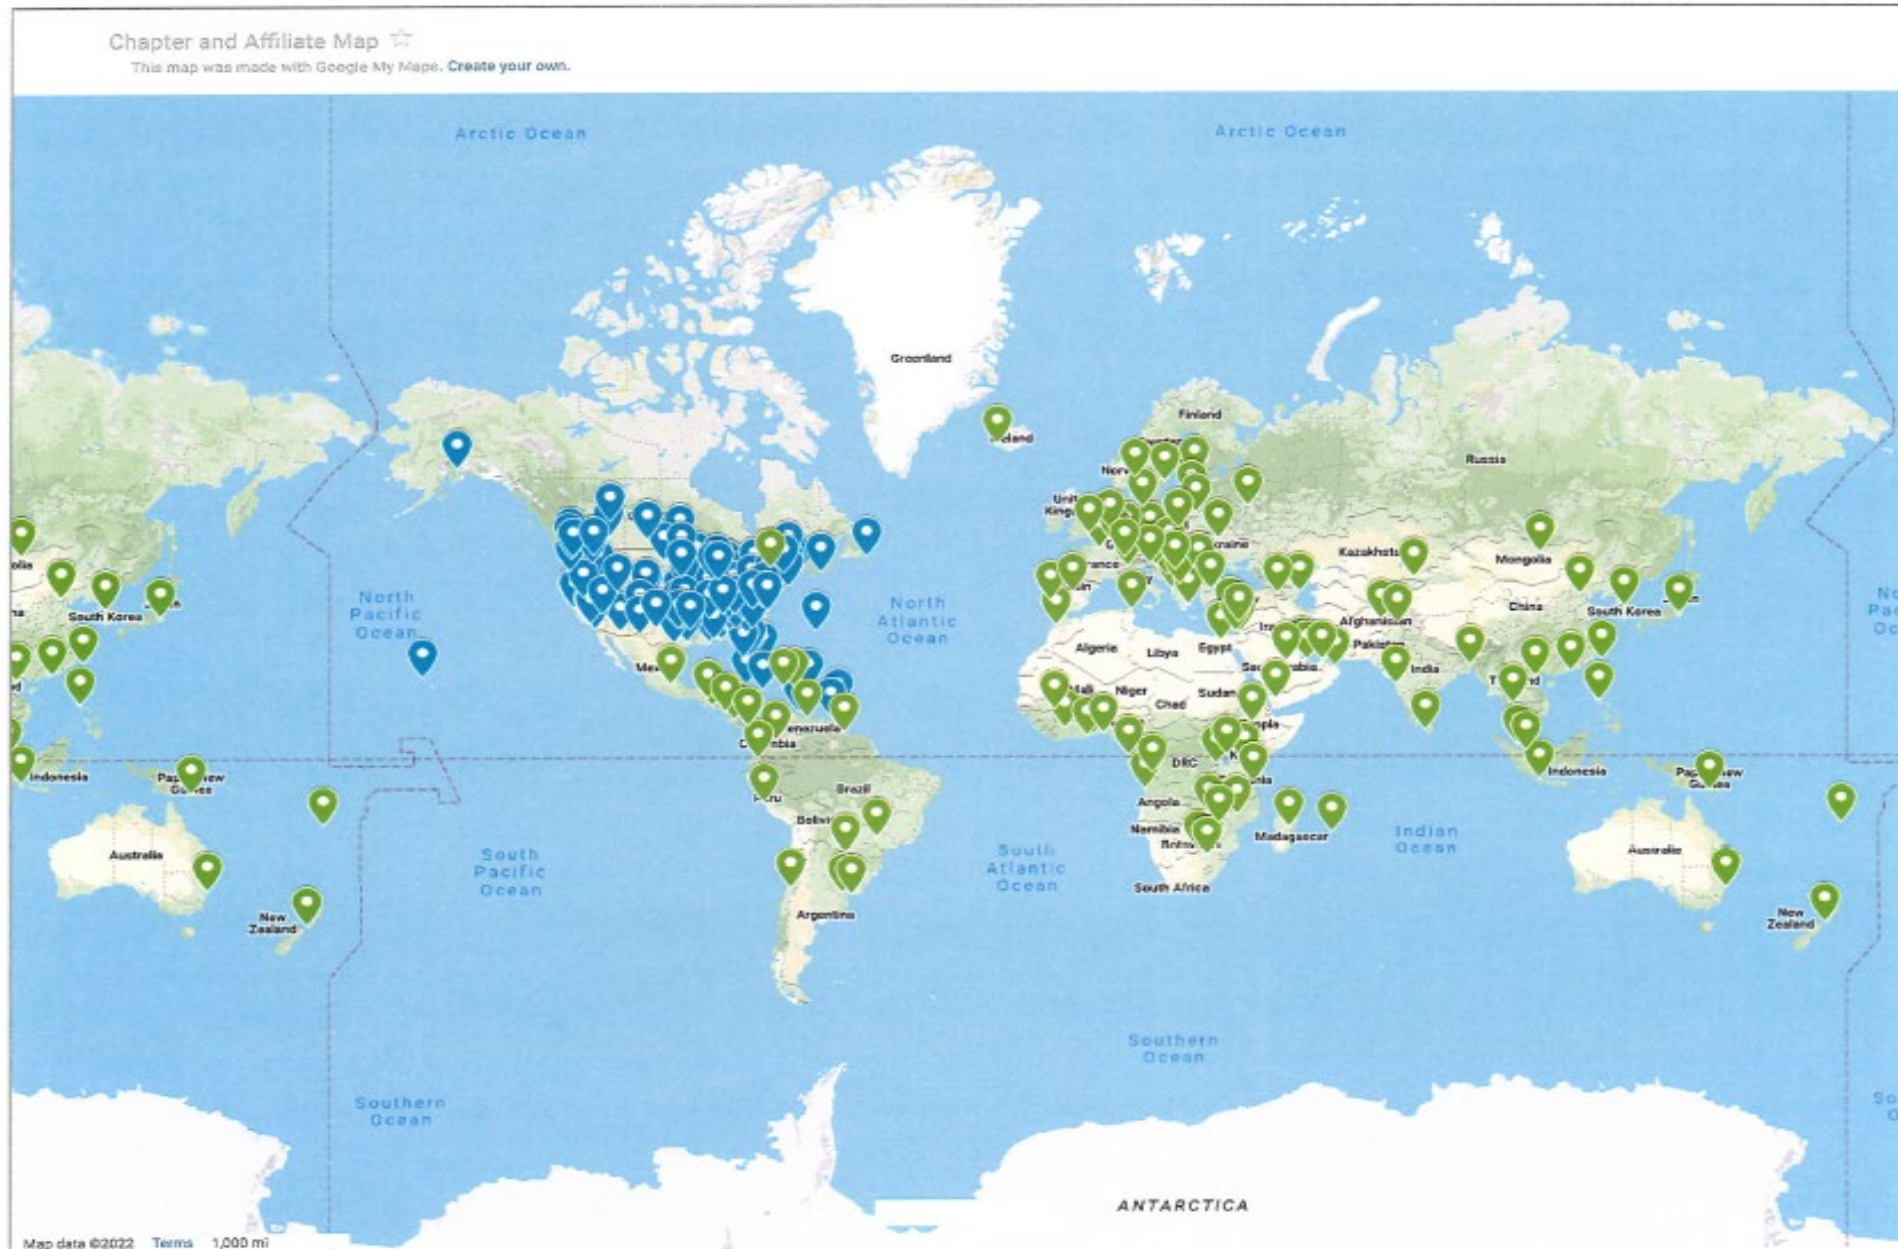 Chapter and Affiliate Map ☆
This map was made with Google My Maps. Create your own.
Arctic Ocean
Arctic Ocean
Greenland
Finland
Russia
Kazakhsta
Mongolia
North
Pacific
Ocean
North
Atlantic
Ocean
South Korea
China
South Korea
Afghanistan
Algeria
Libya
Egypt
India
Mali
Niger
Chad
Sudan
enezuela
DRC
Indonesia
Indonesia
Brazil
Angola
Namibia
Madagascar
Indian
Ocean
Australia
Australia
South
Pacific
Ocean
South
Atlantic
Ocean
South Africa
Argentina
New
Zealand
New
Zealand
Southern
Ocean
Southern
Ocean
ANTARCTICA
Map data ©2022 Terms 1,000 mi